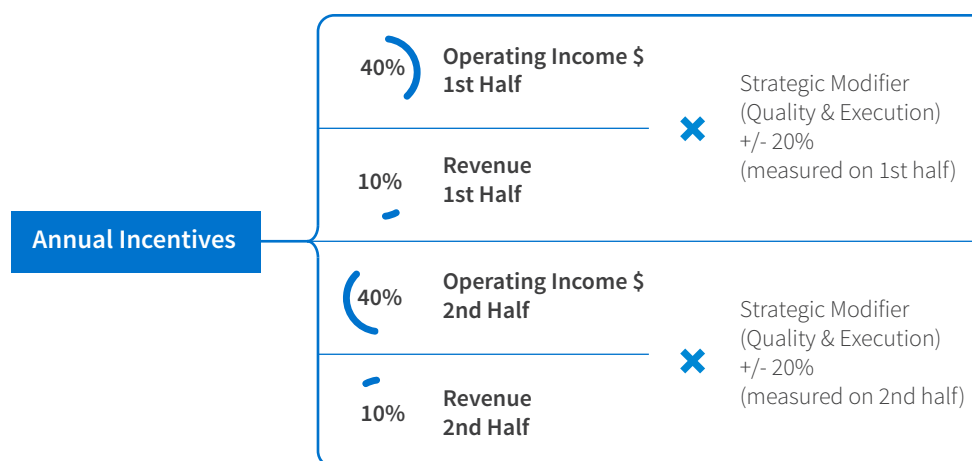 40%
Operating Income $
1st Half
10%
Revenue
1st Half
Strategic Modifier
(Quality & Execution)
+/- 20%
(measured on 1st half)
Annual Incentives
40%
Operating Income $
2nd Half
10%
Revenue
2nd Half
Strategic Modifier
(Quality & Execution)
+/- 20%
(measured on 2nd half)